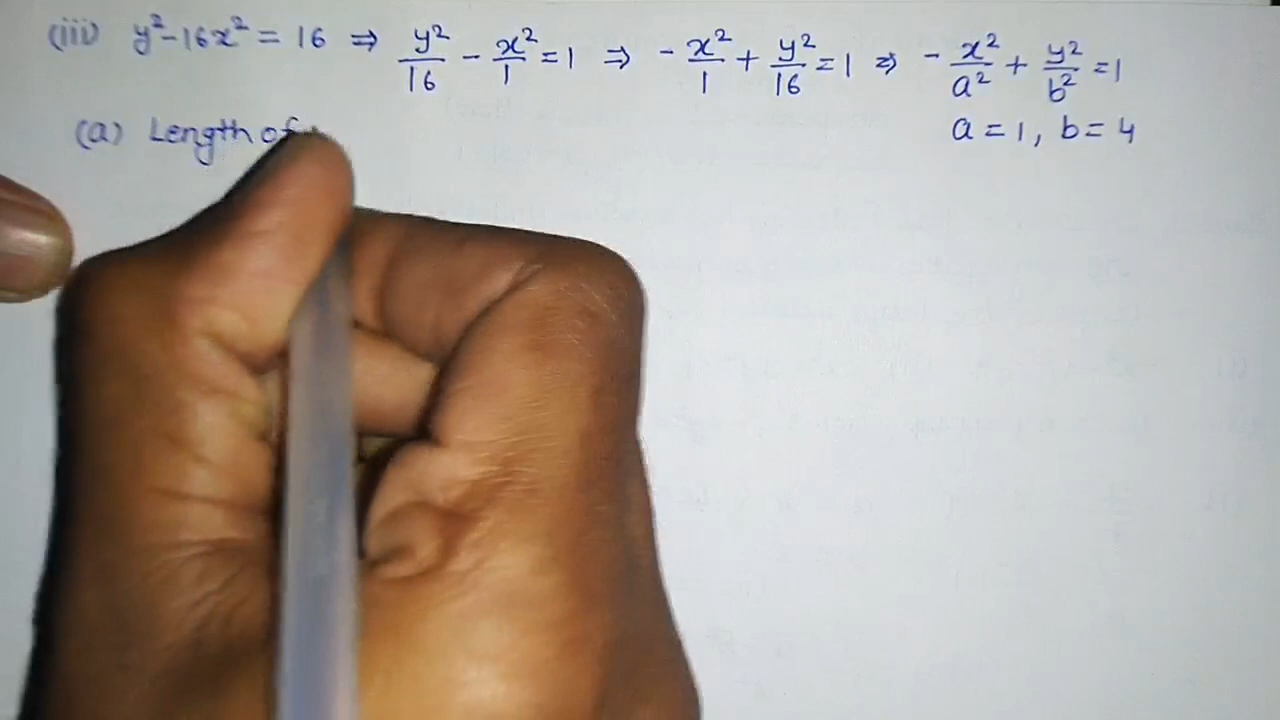 (iii) y²-16x² = 16 ⇒ y²/16 - x²/1 = 1 ⇒ - x²/1 + y²/16 = 1 ⇒ - x²/a² + y²/b² = 1
a = 1, b = 4
(a) Length of